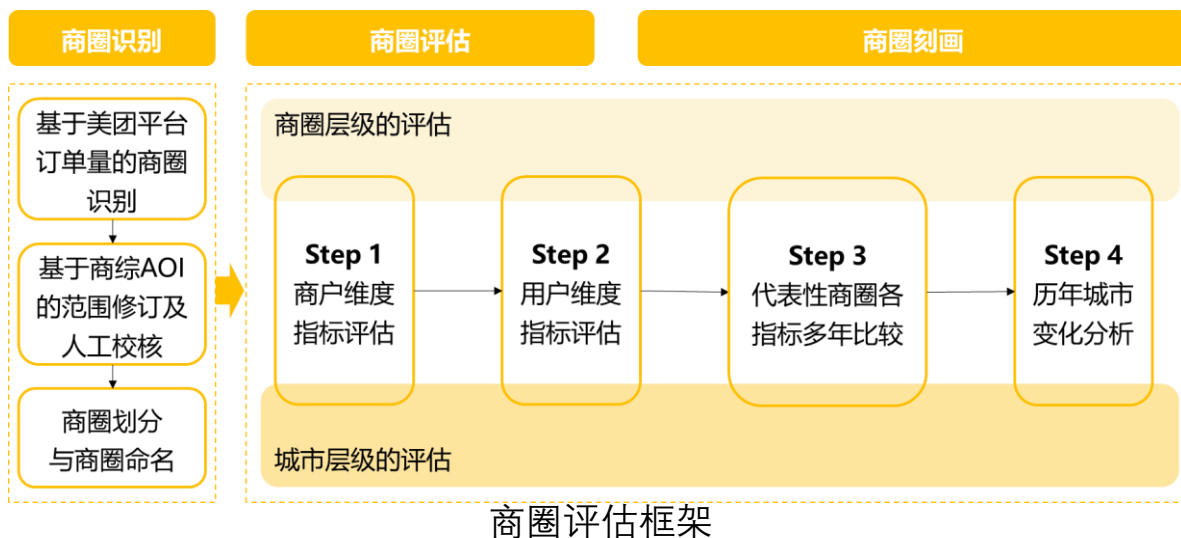 商圈识别
商圈评估
商圈刻画
基于美团平台
订单量的商圈
识别
基于商综AOI
的范围修订及
人工校核
商圈划分
与商圈命名
商圈层级的评估
Step 1
商户维度
指标评估
Step 2
用户维度
指标评估
Step 3
代表性商圈各
指标多年比较
Step 4
历年城市
变化分析
城市层级的评估
商圈评估框架